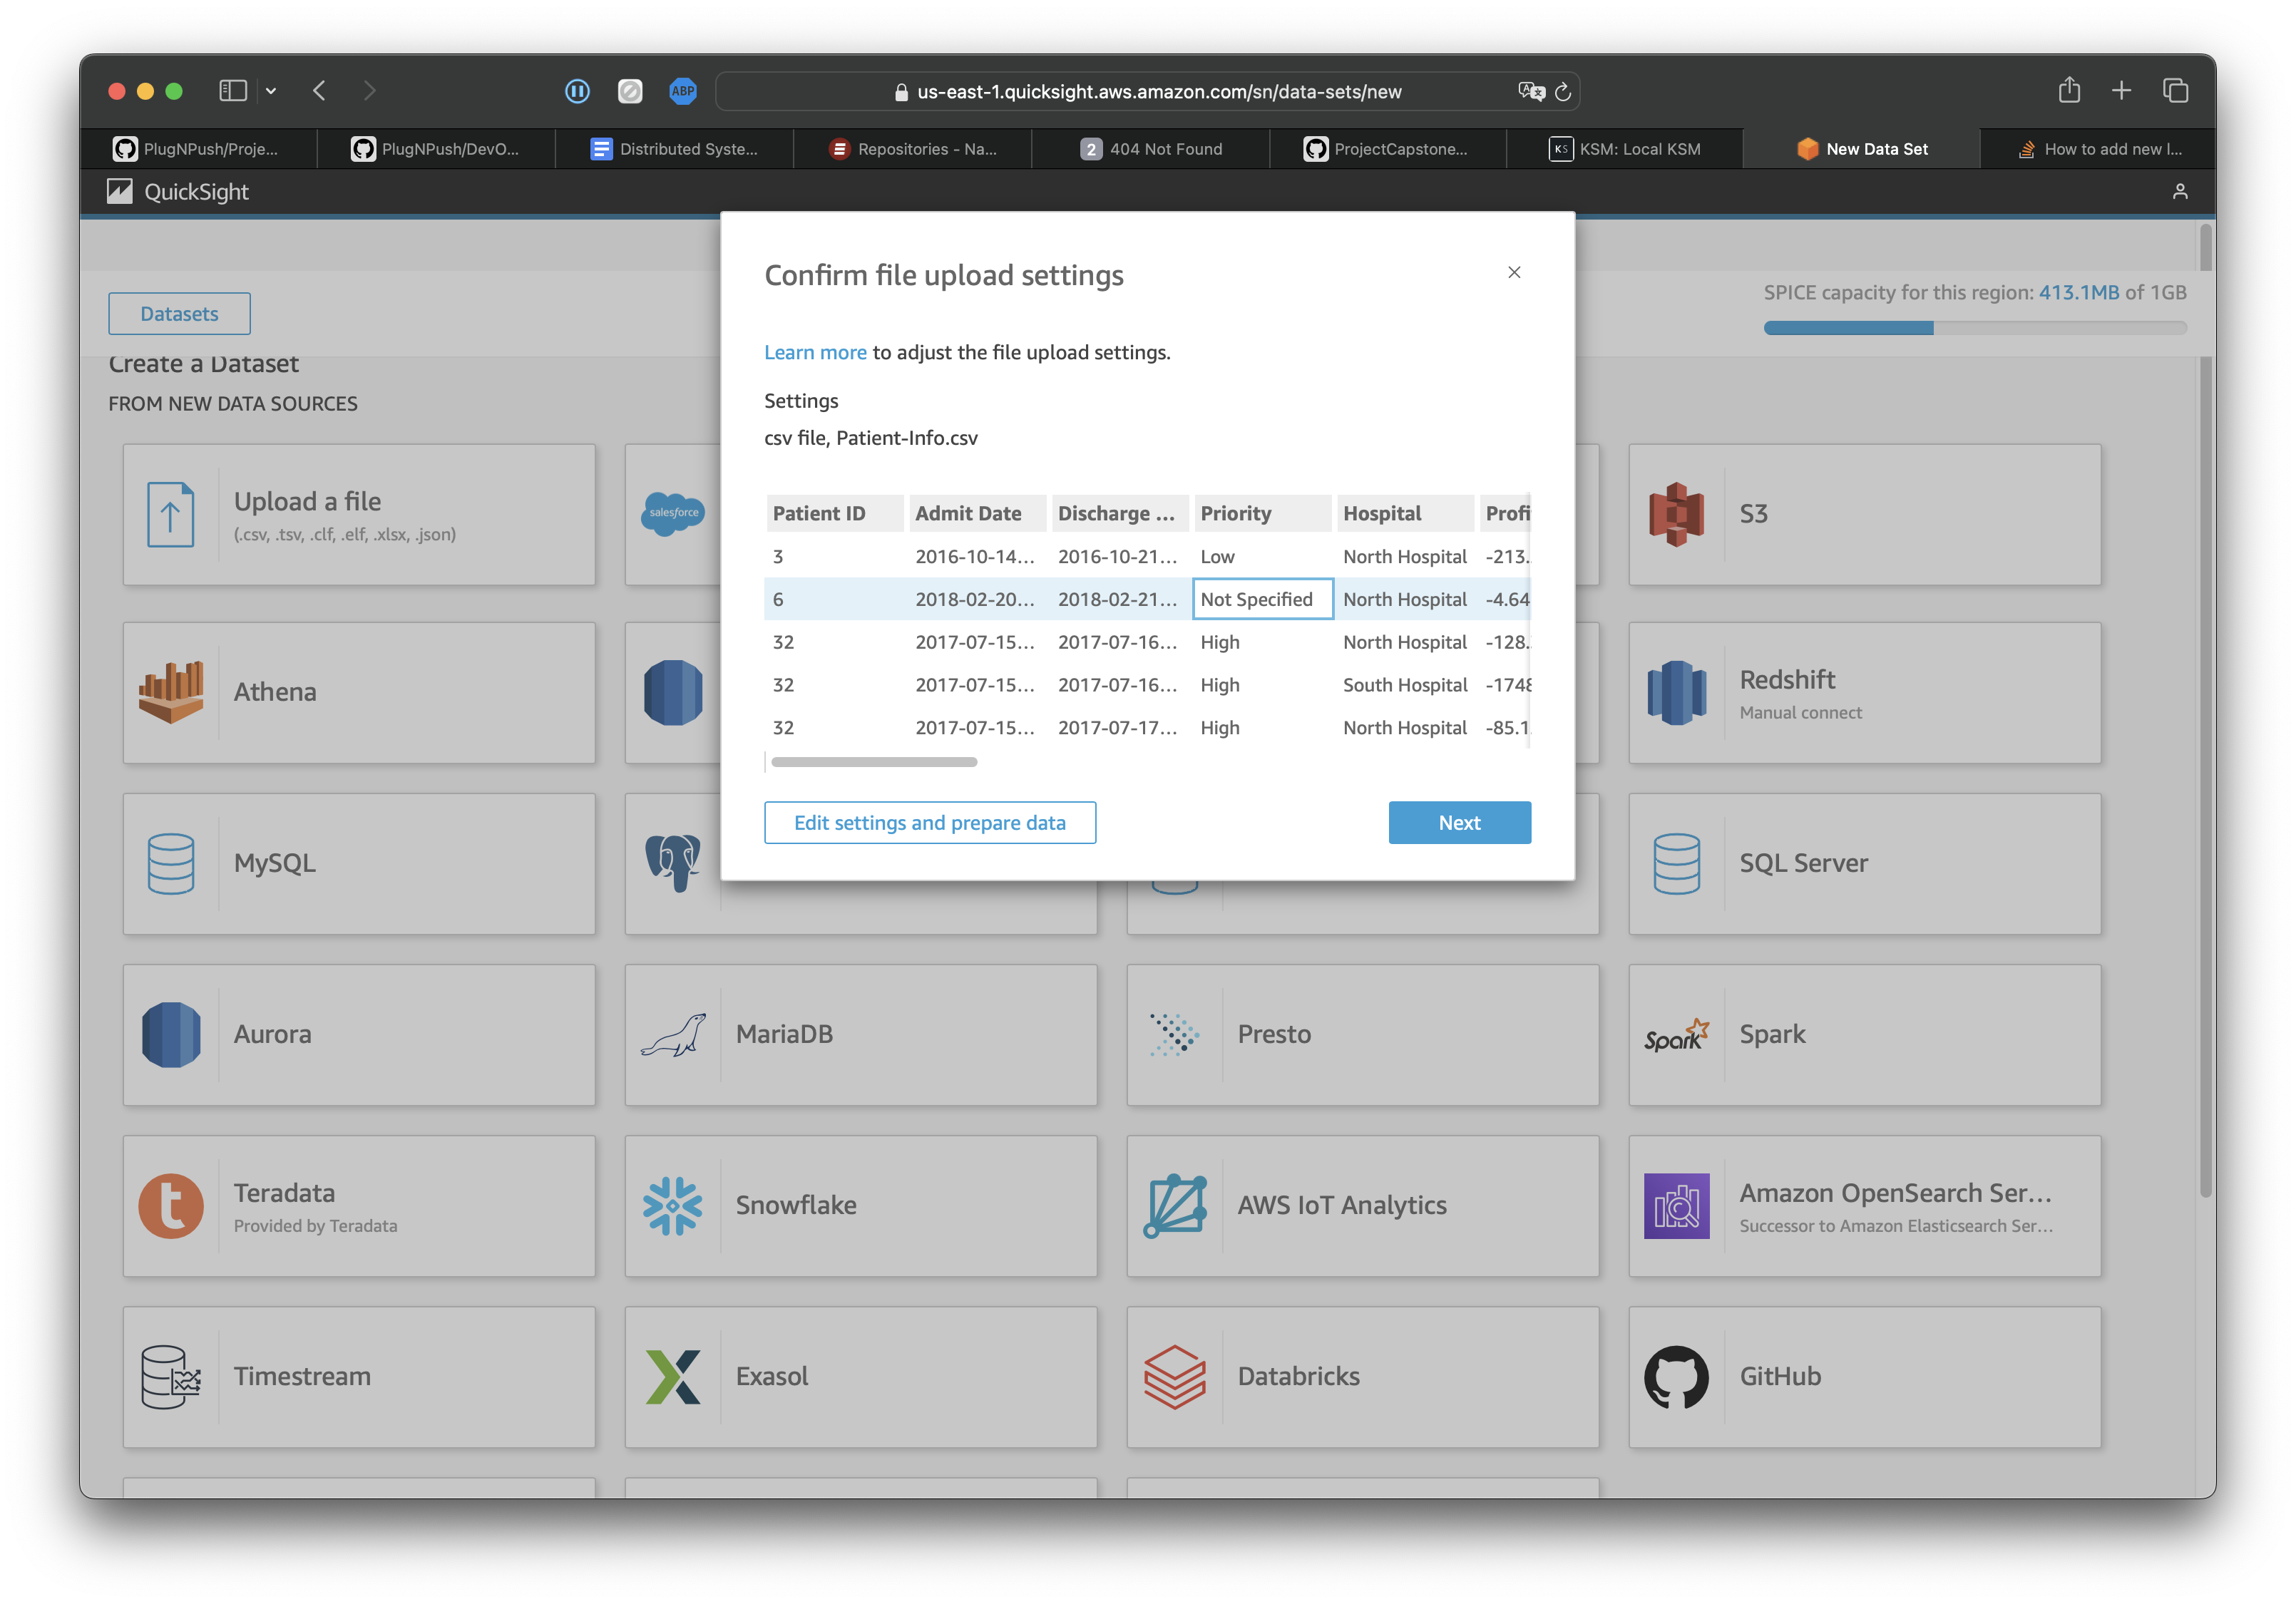 ABP
us-east-1.quicksight.aws.amazon.com/sn/data-sets/new
PlugNPush/Proje...
PlugNPush/DevO...
Distributed Syste...
Repositories - Na...
2 404 Not Found
ProjectCapstone...
KS KSM: Local KSM
New Data Set
How to add new l...
QuickSight
Confirm file upload settings
Datasets
SPICE capacity for this region: 413.1MB of 1GB
Learn more to adjust the file upload settings.
Create a Dataset
FROM NEW DATA SOURCES
Settings
csv file, Patient-Info.csv
Patient ID Admit Date Discharge ... Priority Hospital Profi
3 2016-10-14... 2016-10-21... Low North Hospital -213.
6 2018-02-20... 2018-02-21... Not Specified North Hospital -4.64
32 2017-07-15... 2017-07-16... High North Hospital -128.
32 2017-07-15... 2017-07-16... High South Hospital -1748
32 2017-07-15... 2017-07-17... High North Hospital -85.1
Edit settings and prepare data
Next
Upload a file
(.csv, .tsv, .clf, .elf, .xlsx, .json)
salesforce
S3
Athena
Redshift
Manual connect
MySQL
SQL Server
Aurora
MariaDB
Presto
Spark Spark
t Teradata
Provided by Teradata
Snowflake
AWS IoT Analytics
Amazon OpenSearch Ser...
Successor to Amazon Elasticsearch Ser...
Timestream
Exasol
Databricks
GitHub